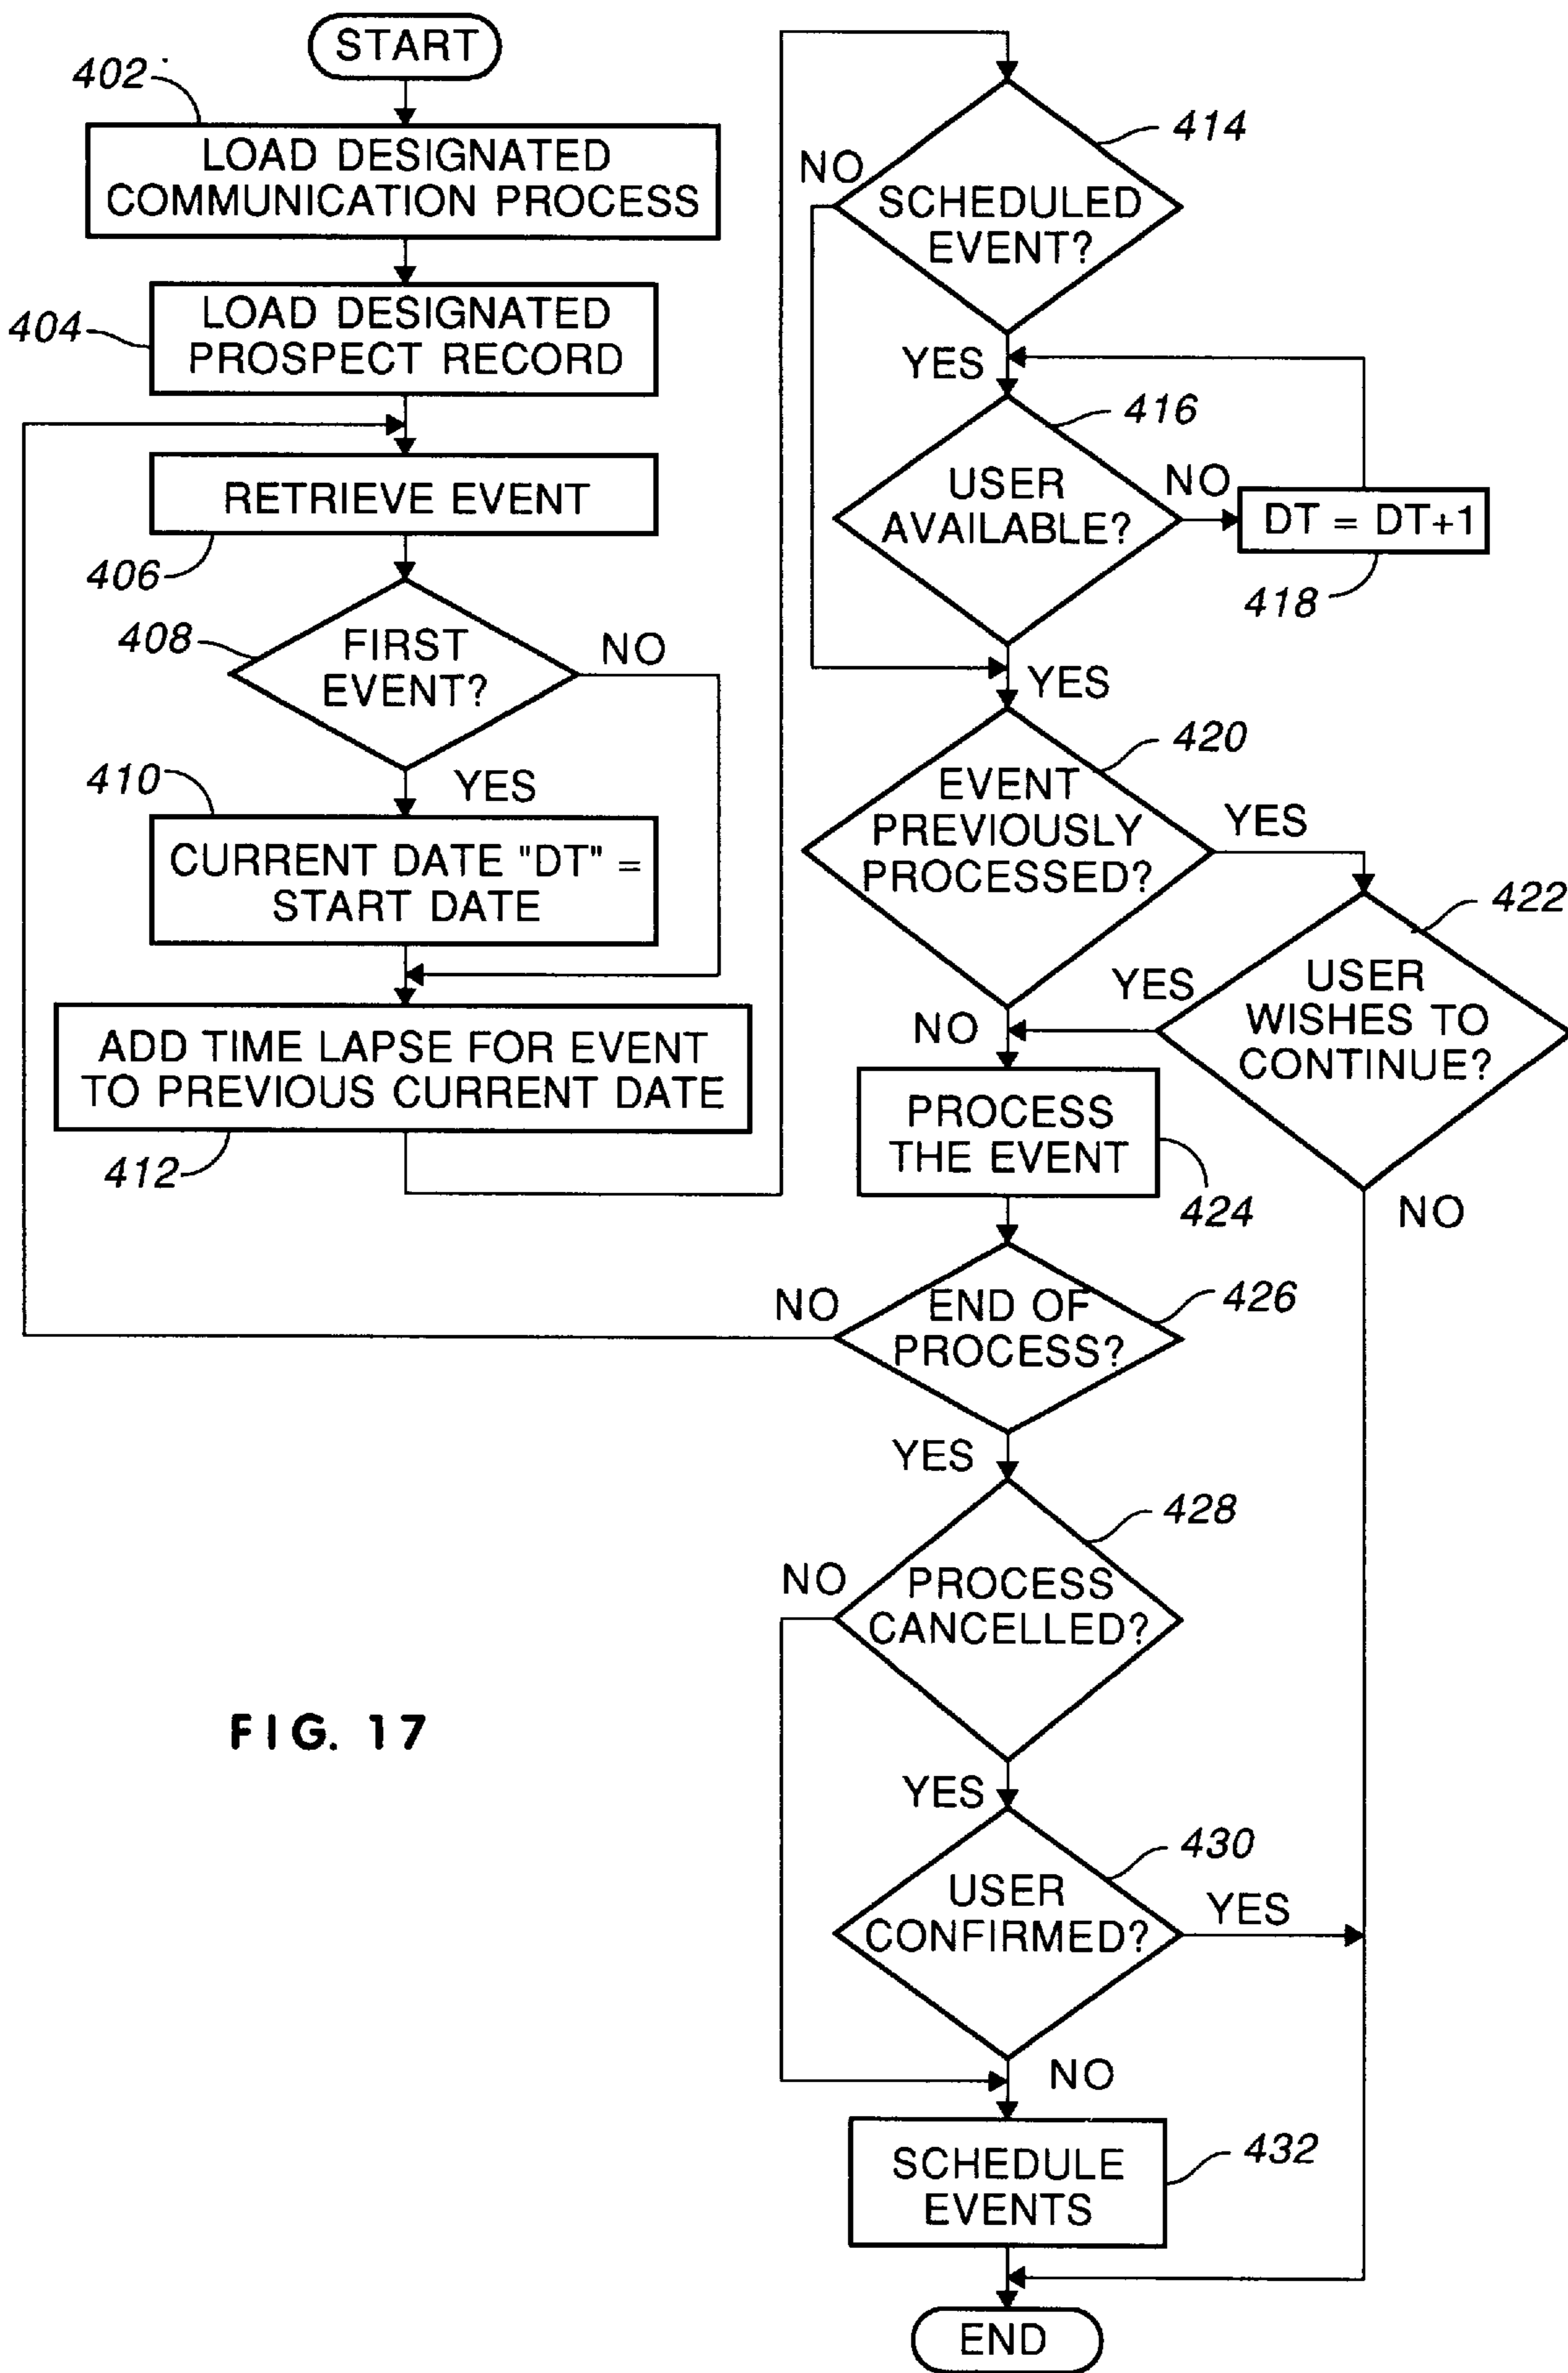 START
402
LOAD DESIGNATED
COMMUNICATION PROCESS
404
LOAD DESIGNATED
PROSPECT RECORD
RETRIEVE EVENT
406
408
FIRST
EVENT?
NO
YES
410
CURRENT DATE "DT" =
START DATE
ADD TIME LAPSE FOR EVENT
TO PREVIOUS CURRENT DATE
412
414
NO
SCHEDULED
EVENT?
YES
416
USER
AVAILABLE?
NO
DT = DT+1
418
YES
420
EVENT
PREVIOUSLY
PROCESSED?
YES
422
USER
WISHES TO
CONTINUE?
YES
NO
NO
PROCESS
THE EVENT
424
426
END OF
PROCESS?
NO
YES
428
PROCESS
CANCELLED?
NO
YES
430
USER
CONFIRMED?
YES
NO
432
SCHEDULE
EVENTS
END
FIG. 17